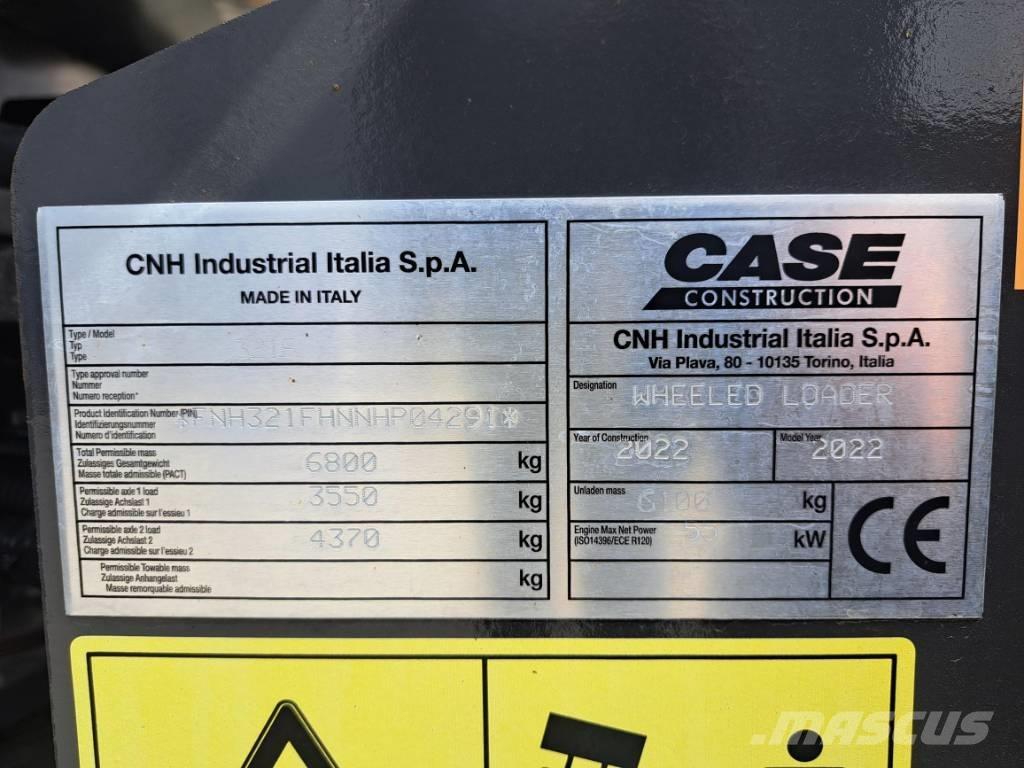 CNH Industrial Italia S.p.A.
MADE IN ITALY
Type / Model
Typ
Type
Type approval number
Nummer
Numero reception*
Product Identification Number (PIN)
Identifizierungsnummer
Numero d'identification
*FNH321FHNNHP04291*
Total Permissible mass
Zulassiges Gesamtgewicht
Masse totale admissible (PACT)
6800 kg
Permissible axle 1 load
Zulassige Achslast 1
Charge admissible sur l'essieu 1
3550 kg
Permissible axle 2 load
Zulassige Achslast 2
Charge admissible sur l'essieu 2
4370 kg
Permissible Towable mass
Zulassige Anhangelast
Masse remorquable admissible
kg
CASE
CONSTRUCTION
CNH Industrial Italia S.p.A.
Via Plava, 80 - 10135 Torino, Italia
Designation
WHEELED LOADER
Year of Construction
2022
Model Year
2022
Unladen mass
6100 kg
Engine Max Net Power
(ISO14396/ECE R120)
kW
CE
MASCUS